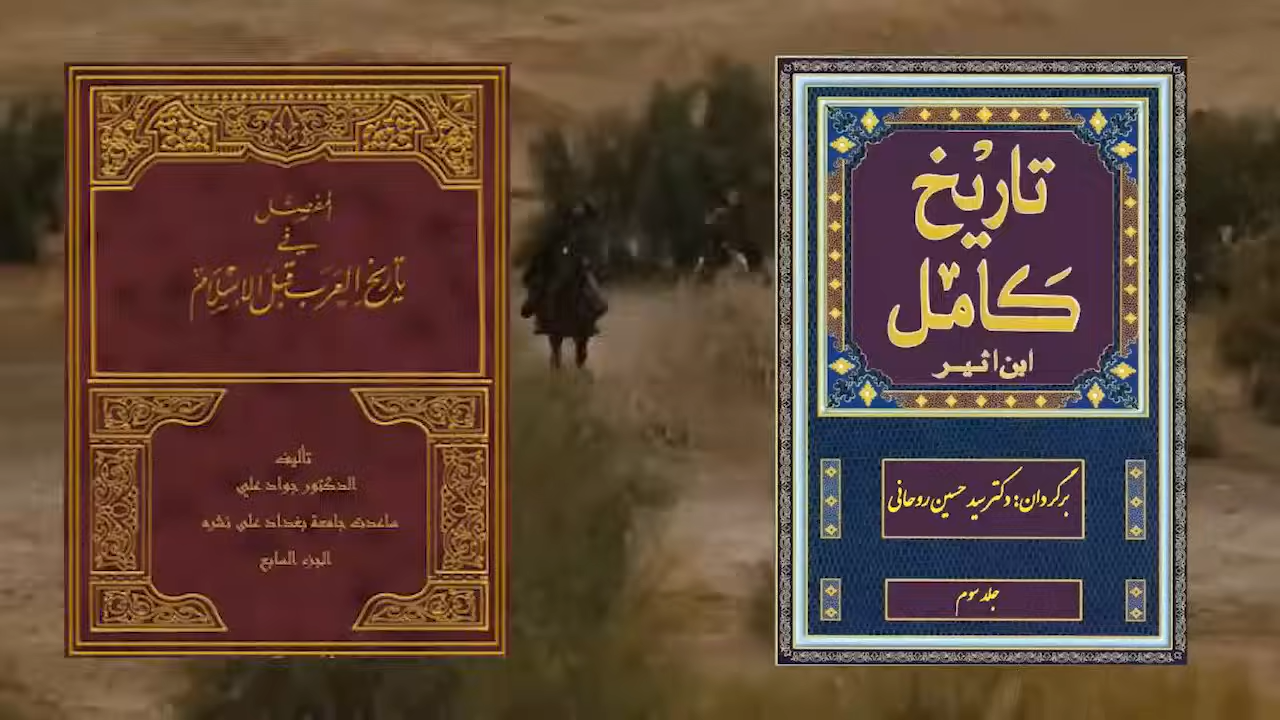 المفصل
في
تاريخ العرب قبل الإسلام
تأليف
الدكتور جواد علي
ساعدت جامعة بغداد على نشره
الجزء السابع
تاریخ
کامل
ابن اثیر
برگردان: دکتر سید حسین روحانی
جلد سوم